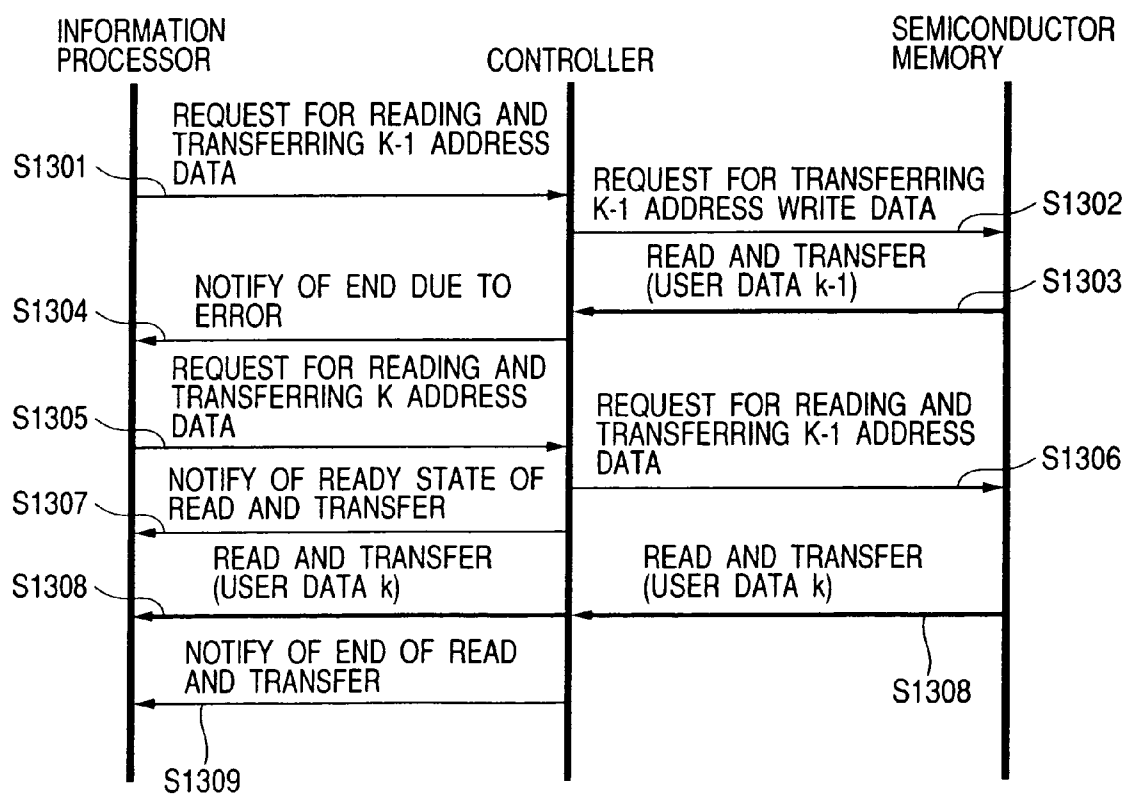 INFORMATION
PROCESSOR
CONTROLLER
SEMICONDUCTOR
MEMORY
REQUEST FOR READING AND
TRANSFERRING K-1 ADDRESS
DATA
S1301
REQUEST FOR TRANSFERRING
K-1 ADDRESS WRITE DATA
S1302
READ AND TRANSFER
(USER DATA k-1)
S1303
NOTIFY OF END DUE TO
ERROR
S1304
REQUEST FOR READING AND
TRANSFERRING K ADDRESS
DATA
S1305
REQUEST FOR READING AND
TRANSFERRING K-1 ADDRESS
DATA
S1306
NOTIFY OF READY STATE OF
READ AND TRANSFER
S1307
READ AND TRANSFER
(USER DATA k)
S1308
READ AND TRANSFER
(USER DATA k)
S1308
NOTIFY OF END OF READ
AND TRANSFER
S1309